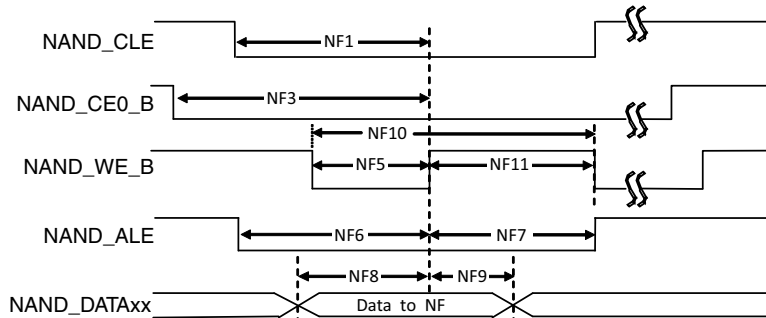 NAND_CLE
NF1
NAND_CE0_B
NF3
NF10
NAND_WE_B
NF5
NF11
NAND_ALE
NF6
NF7
NF8
NF9
NAND_DATAxx
Data to NF